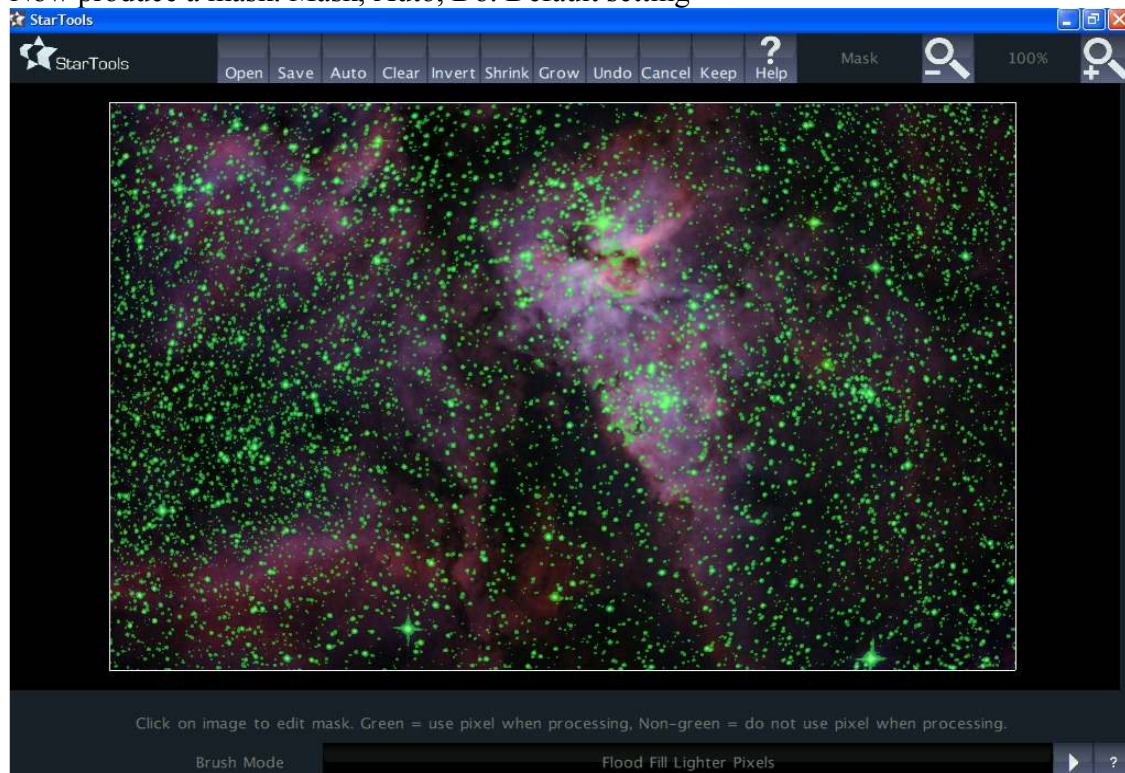 Now produce a mask. Mask, Auto, Do. Default setting
StarTools
StarTools
Open Save Auto Clear Invert Shrink Grow Undo Cancel Keep Help Mask 100%
Click on image to edit mask. Green = use pixel when processing, Non-green = do not use pixel when processing.
Brush Mode Flood Fill Lighter Pixels ?